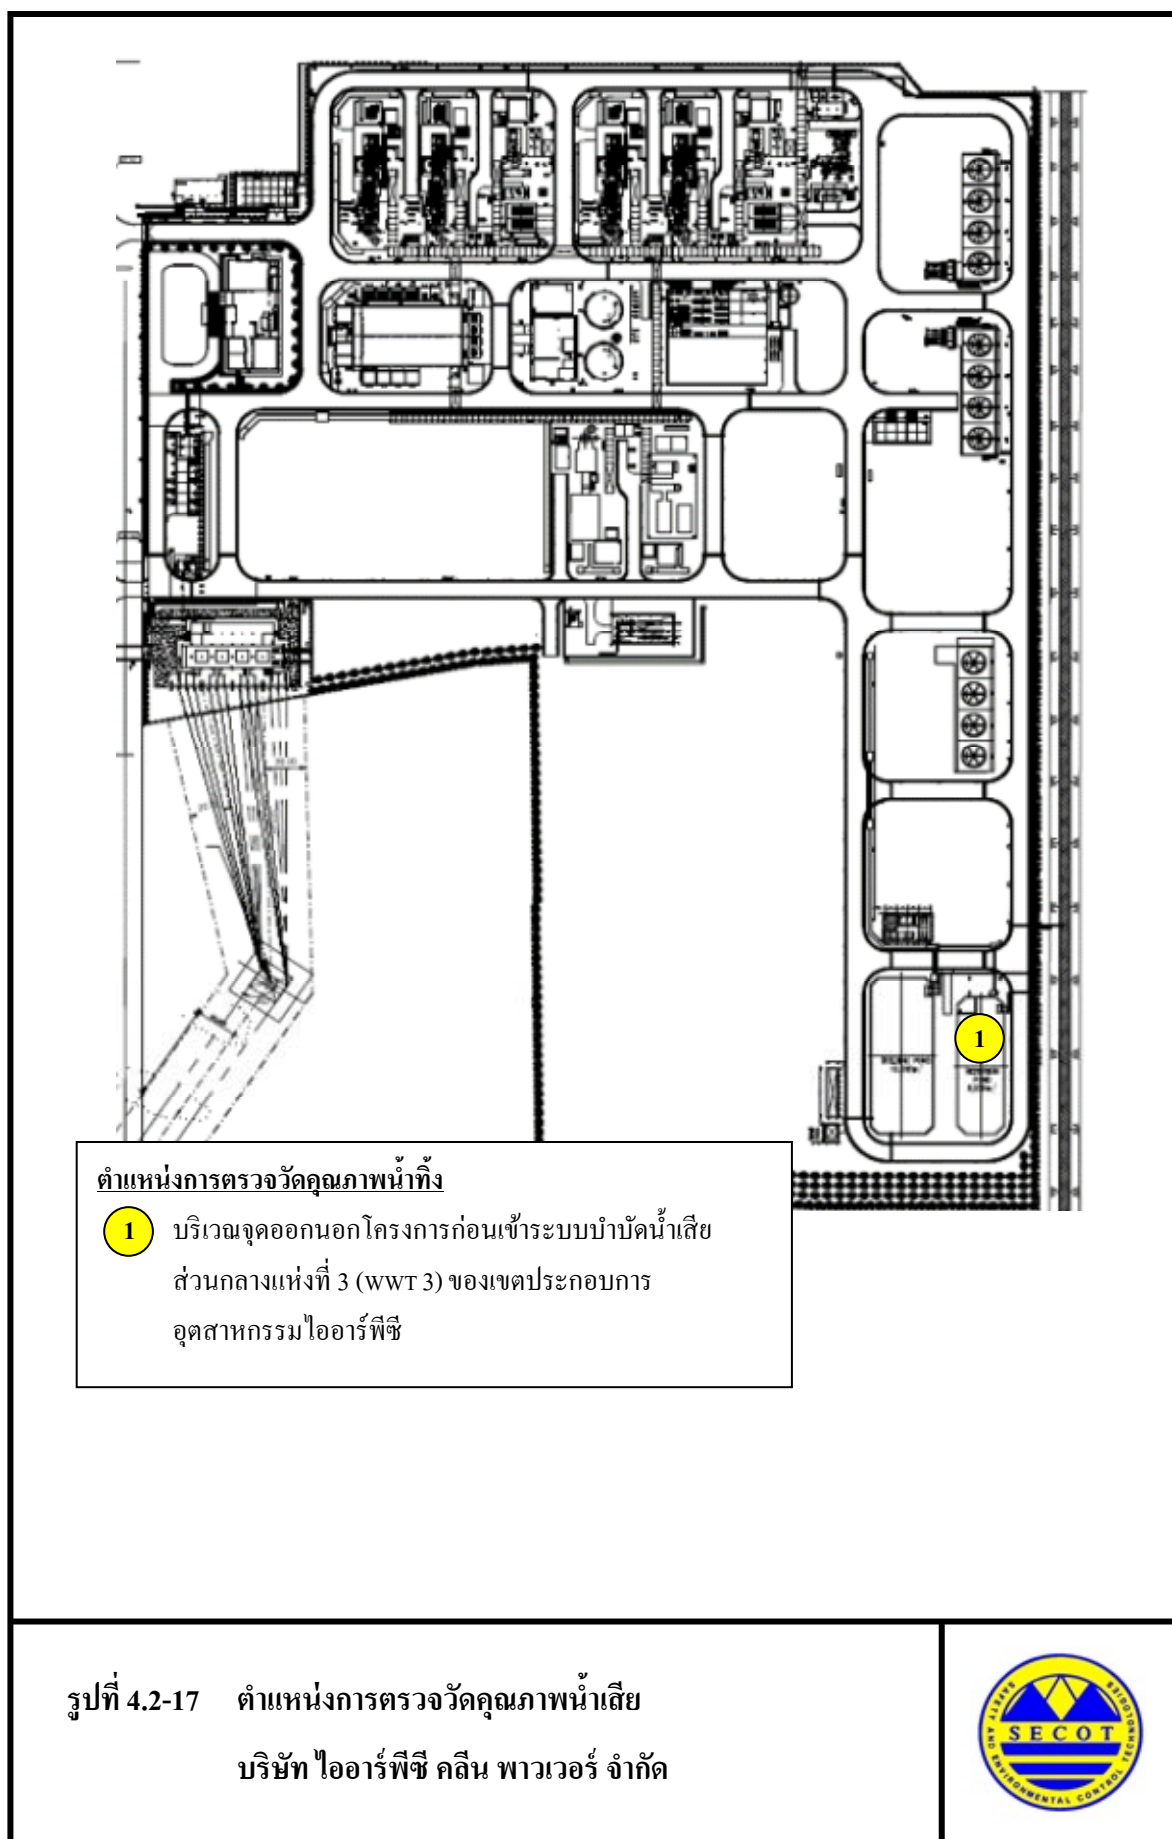 1
ตำแหน่งการตรวจวัดคุณภาพน้ำทิ้ง
1 บริเวณจุดออกนอกโครงการก่อนเข้าระบบบำบัดน้ำเสีย
ส่วนกลางแห่งที่ 3 (WWT 3) ของเขตประกอบการ
อุตสาหกรรมไออาร์พีซี
รูปที่ 4.2-17 ตำแหน่งการตรวจวัดคุณภาพน้ำเสีย
บริษัท ไออาร์พีซี คลีน พาวเวอร์ จำกัด
SECOT
SAFETY AND ENVIRONMENTAL CONTROL TECHNOLOGIES